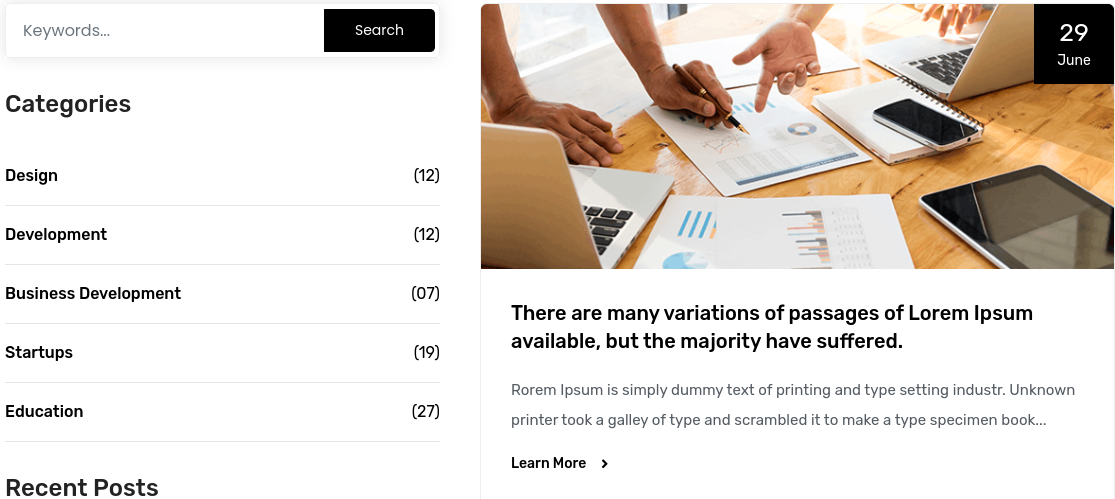 Keywords...
Search
Categories
Design (12)
Development (12)
Business Development (07)
Startups (19)
Education (27)
Recent Posts
29
June
There are many variations of passages of Lorem Ipsum
available, but the majority have suffered.
Rorem Ipsum is simply dummy text of printing and type setting industr. Unknown
printer took a galley of type and scrambled it to make a type specimen book...
Learn More